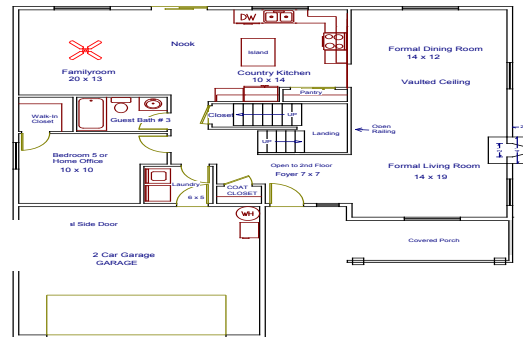 DW
Nook
Island
Familyroom
20 x 13
Country Kitchen
10 x 14
Pantry
Formal Dining Room
14 x 12
Vaulted Ceiling
Walk-In
Closet
Guest Bath # 3
Closet
UP
UP
Landing
Open
Railing
Bedroom 5 or
Home Office
10 x 10
Laundry
6 x 5
COAT
CLOSET
Open to 2nd Floor
Foyer 7 x 7
Formal Living Room
14 x 19
WH
sl Side Door
2 Car Garage
GARAGE
Covered Porch